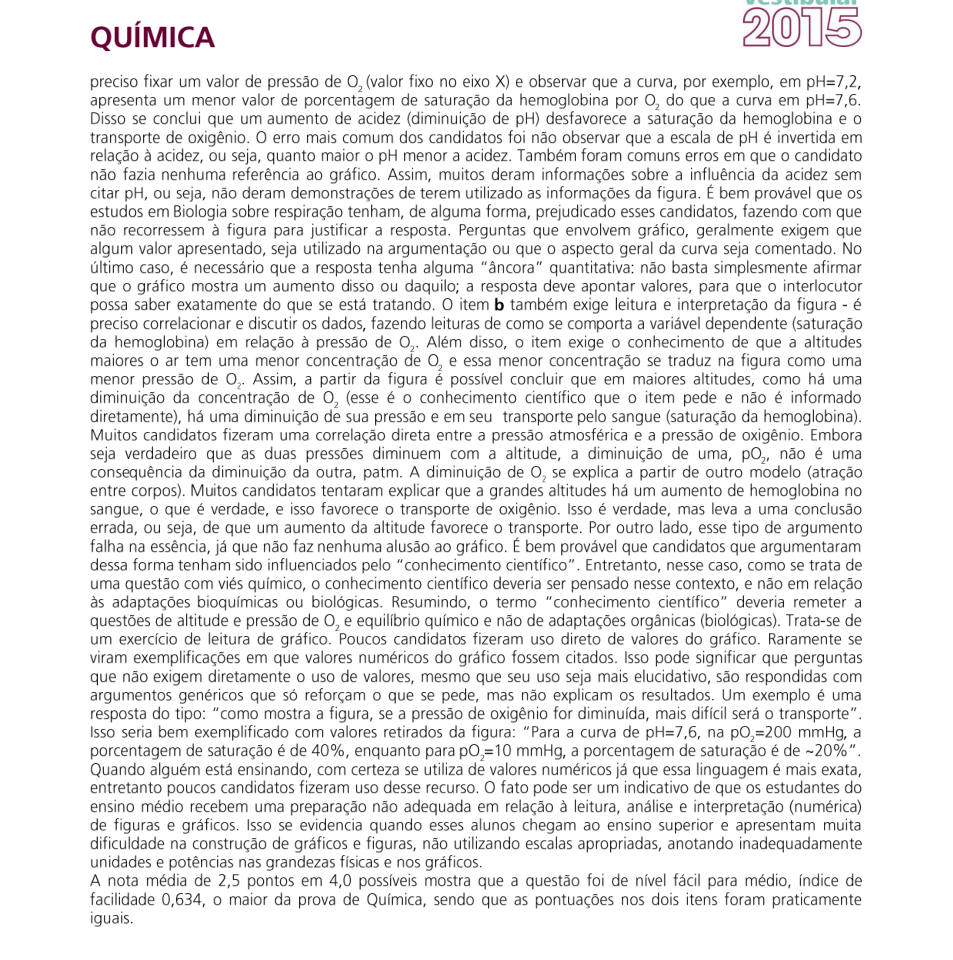 Vestibular
2015
QUÍMICA
preciso fixar um valor de pressão de O2 (valor fixo no eixo X) e observar que a curva, por exemplo, em pH=7,2,
apresenta um menor valor de porcentagem de saturação da hemoglobina por O2 do que a curva em pH=7,6.
Disso se conclui que um aumento de acidez (diminuição de pH) desfavorece a saturação da hemoglobina e o
transporte de oxigênio. O erro mais comum dos candidatos foi não observar que a escala de pH é invertida em
relação à acidez, ou seja, quanto maior o pH menor a acidez. Também foram comuns erros em que o candidato
não fazia nenhuma referência ao gráfico. Assim, muitos deram informações sobre a influência da acidez sem
citar pH, ou seja, não deram demonstrações de terem utilizado as informações da figura. É bem provável que os
estudos em Biologia sobre respiração tenham, de alguma forma, prejudicado esses candidatos, fazendo com que
não recorressem à figura para justificar a resposta. Perguntas que envolvem gráfico, geralmente exigem que
algum valor apresentado, seja utilizado na argumentação ou que o aspecto geral da curva seja comentado. No
último caso, é necessário que a resposta tenha alguma “âncora” quantitativa: não basta simplesmente afirmar
que o gráfico mostra um aumento disso ou daquilo; a resposta deve apontar valores, para que o interlocutor
possa saber exatamente do que se está tratando. O item b também exige leitura e interpretação da figura - é
preciso correlacionar e discutir os dados, fazendo leituras de como se comporta a variável dependente (saturação
da hemoglobina) em relação à pressão de O2. Além disso, o item exige o conhecimento de que a altitudes
maiores o ar tem uma menor concentração de O2 e essa menor concentração se traduz na figura como uma
menor pressão de O2. Assim, a partir da figura é possível concluir que em maiores altitudes, como há uma
diminuição da concentração de O2 (esse é o conhecimento científico que o item pede e não é informado
diretamente), há uma diminuição de sua pressão e em seu transporte pelo sangue (saturação da hemoglobina).
Muitos candidatos fizeram uma correlação direta entre a pressão atmosférica e a pressão de oxigênio. Embora
seja verdadeiro que as duas pressões diminuem com a altitude, a diminuição de uma, pO2, não é uma
consequência da diminuição da outra, patm. A diminuição de O2 se explica a partir de outro modelo (atração
entre corpos). Muitos candidatos tentaram explicar que a grandes altitudes há um aumento de hemoglobina no
sangue, o que é verdade, e isso favorece o transporte de oxigênio. Isso é verdade, mas leva a uma conclusão
errada, ou seja, de que um aumento da altitude favorece o transporte. Por outro lado, esse tipo de argumento
falha na essência, já que não faz nenhuma alusão ao gráfico. É bem provável que candidatos que argumentaram
dessa forma tenham sido influenciados pelo “conhecimento científico”. Entretanto, nesse caso, como se trata de
uma questão com viés químico, o conhecimento científico deveria ser pensado nesse contexto, e não em relação
às adaptações bioquímicas ou biológicas. Resumindo, o termo “conhecimento científico” deveria remeter a
questões de altitude e pressão de O2 e equilíbrio químico e não de adaptações orgânicas (biológicas). Trata-se de
um exercício de leitura de gráfico. Poucos candidatos fizeram uso direto de valores do gráfico. Raramente se
viram exemplificações em que valores numéricos do gráfico fossem citados. Isso pode significar que perguntas
que não exigem diretamente o uso de valores, mesmo que seu uso seja mais elucidativo, são respondidas com
argumentos genéricos que só reforçam o que se pede, mas não explicam os resultados. Um exemplo é uma
resposta do tipo: “como mostra a figura, se a pressão de oxigênio for diminuída, mais difícil será o transporte”.
Isso seria bem exemplificado com valores retirados da figura: “Para a curva de pH=7,6, na pO2=200 mmHg, a
porcentagem de saturação é de 40%, enquanto para pO2=10 mmHg, a porcentagem de saturação é de ~20%”.
Quando alguém está ensinando, com certeza se utiliza de valores numéricos já que essa linguagem é mais exata,
entretanto poucos candidatos fizeram uso desse recurso. O fato pode ser um indicativo de que os estudantes do
ensino médio recebem uma preparação não adequada em relação à leitura, análise e interpretação (numérica)
de figuras e gráficos. Isso se evidencia quando esses alunos chegam ao ensino superior e apresentam muita
dificuldade na construção de gráficos e figuras, não utilizando escalas apropriadas, anotando inadequadamente
unidades e potências nas grandezas físicas e nos gráficos.
A nota média de 2,5 pontos em 4,0 possíveis mostra que a questão foi de nível fácil para médio, índice de
facilidade 0,634, o maior da prova de Química, sendo que as pontuações nos dois itens foram praticamente
iguais.